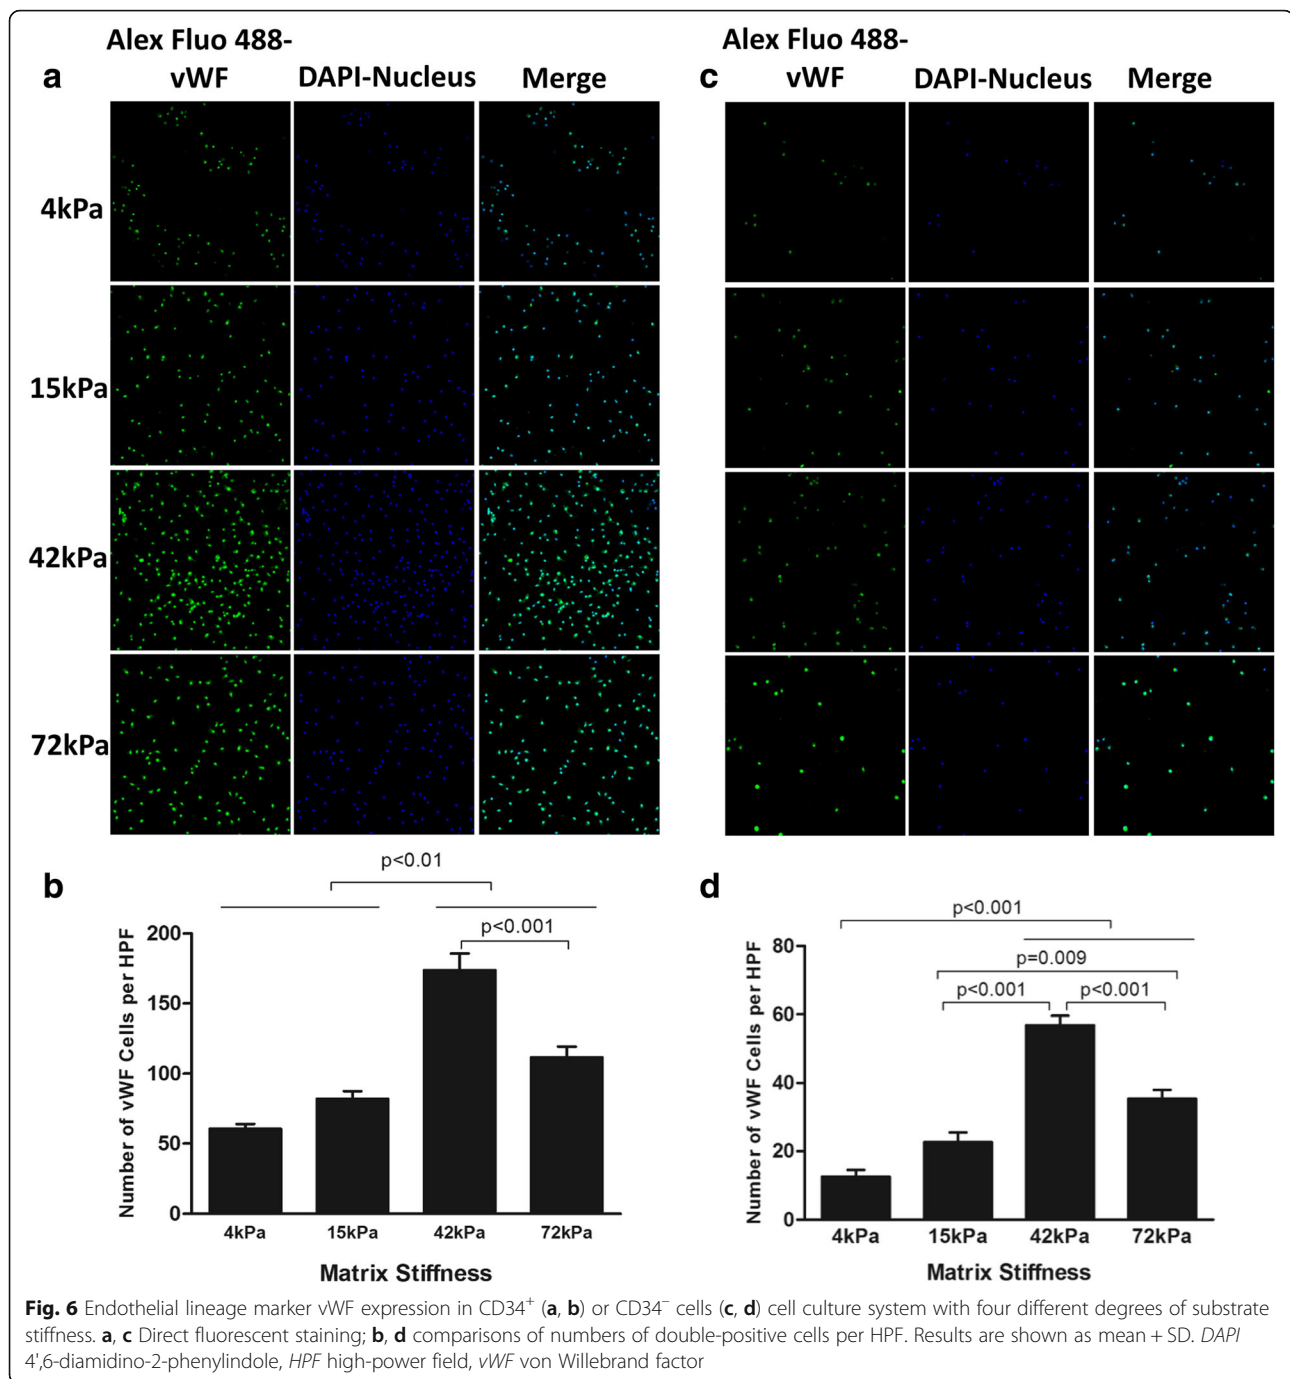 Alex Fluo 488-
a vWF DAPI-Nucleus Merge
4kPa
15kPa
42kPa
72kPa
Alex Fluo 488-
c vWF DAPI-Nucleus Merge
b
p<0.01
p<0.001
Number of vWF Cells per HPF
200
150
100
50
0
4kPa 15kPa 42kPa 72kPa
Matrix Stiffness
d
p<0.001
p=0.009
p<0.001 p<0.001
Number of vWF Cells per HPF
80
60
40
20
0
4kPa 15kPa 42kPa 72kPa
Matrix Stiffness
Fig. 6 Endothelial lineage marker vWF expression in CD34⁺ (a, b) or CD34⁻ cells (c, d) cell culture system with four different degrees of substrate
stiffness. a, c Direct fluorescent staining; b, d comparisons of numbers of double-positive cells per HPF. Results are shown as mean + SD. DAPI
4',6-diamidino-2-phenylindole, HPF high-power field, vWF von Willebrand factor